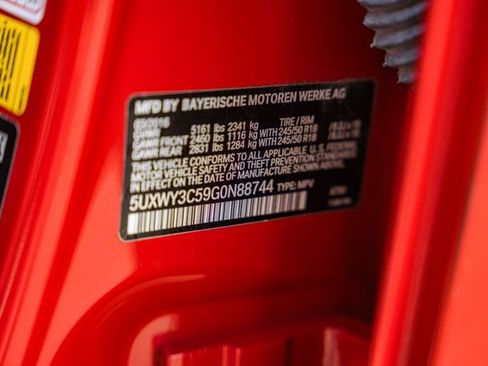 MFD BY BAYERISCHE MOTOREN WERKE AG
GVWR 5161 lbs 2341 kg TIRE / RIM
GAWR FRONT 2460 lbs 1116 kg WITH 245/50 R18
GAWR REAR 2831 lbs 1284 kg WITH 245/50 R18
THIS VEHICLE CONFORMS TO ALL APPLICABLE U.S. FEDERAL
MOTOR VEHICLE SAFETY AND THEFT PREVENTION STANDARDS
IN EFFECT ON THE DATE OF MANUFACTURE SHOWN ABOVE
5UXWY3C59G0N88744 TYPE: MPV